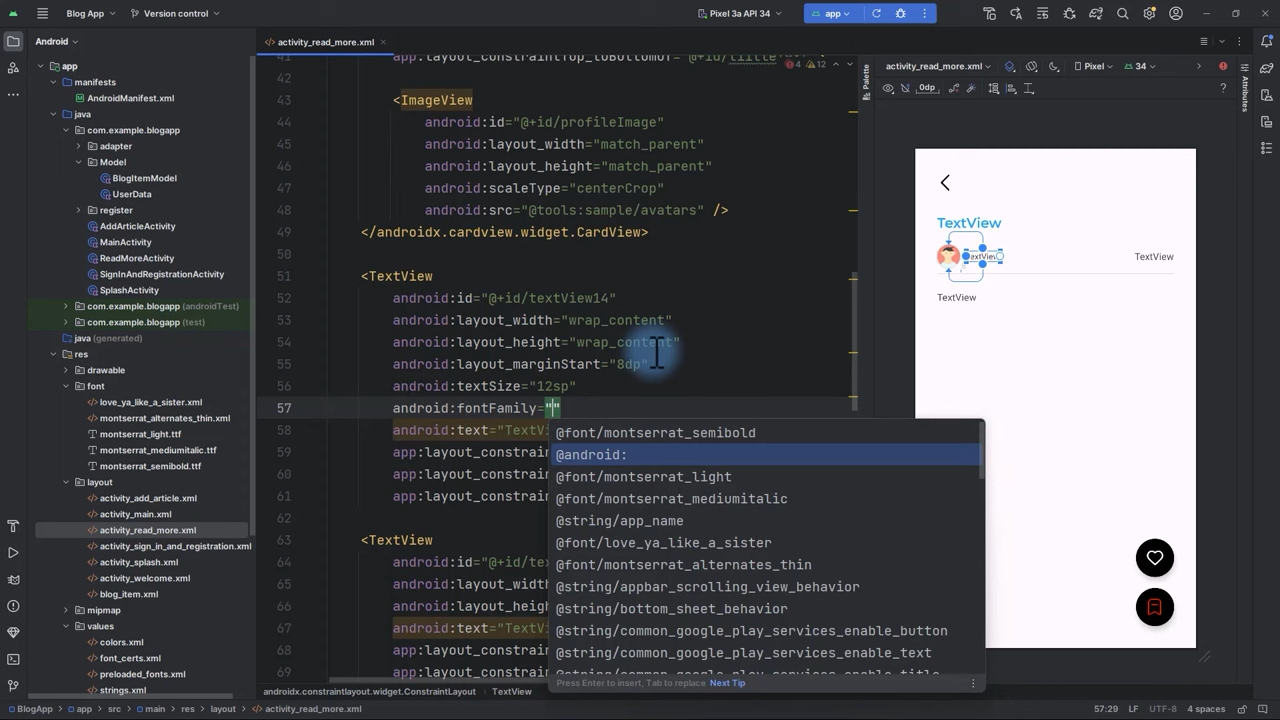 Blog App
Version control
Pixel 3a API 34
app
Android
activity_read_more.xml
app
manifests
AndroidManifest.xml
java
com.example.blogapp
adapter
Model
BlogItemModel
UserData
register
AddArticleActivity
MainActivity
ReadMoreActivity
SignInAndRegistrationActivity
SplashActivity
com.example.blogapp (androidTest)
com.example.blogapp (test)
java (generated)
res
drawable
font
love_ya_like_a_sister.xml
montserrat_alternates_thin.xml
montserrat_light.ttf
montserrat_mediumitalic.ttf
montserrat_semibold.ttf
layout
activity_add_article.xml
activity_main.xml
activity_read_more.xml
activity_sign_in_and_registration.xml
activity_splash.xml
activity_welcome.xml
blog_item.xml
mipmap
values
colors.xml
font_certs.xml
preloaded_fonts.xml
strings.xml
4 12
42
43 <ImageView
44 android:id="@+id/profileImage"
45 android:layout_width="match_parent"
46 android:layout_height="match_parent"
47 android:scaleType="centerCrop"
48 android:src="@tools:sample/avatars" />
49 </androidx.cardview.widget.CardView>
50
51 <TextView
52 android:id="@+id/textView14"
53 android:layout_width="wrap_content"
54 android:layout_height="wrap_content"
55 android:layout_marginStart="8dp"
56 android:textSize="12sp"
57 android:fontFamily=""
58 android:text="TextVi
59 app:layout_constrain
60 app:layout_constrain
61 app:layout_constrain
62
63 <TextView
64 android:id="@+id/tex
65 android:layout_width
66 android:layout_heigh
67 android:text="TextVi
68 app:layout_constrain
69 app:layout_constrain
@font/montserrat_semibold
@android:
@font/montserrat_light
@font/montserrat_mediumitalic
@string/app_name
@font/love_ya_like_a_sister
@font/montserrat_alternates_thin
@string/appbar_scrolling_view_behavior
@string/bottom_sheet_behavior
@string/common_google_play_services_enable_button
@string/common_google_play_services_enable_text
Press Enter to insert, Tab to replace Next Tip
Palette
activity_read_more.xml
Pixel
34
0dp
?
Attributes
TextView
TextView
TextView
TextView
androidx.constraintlayout.widget.ConstraintLayout
TextView
BlogApp
app
src
main
res
layout
activity_read_more.xml
57:29
LF
UTF-8
4 spaces